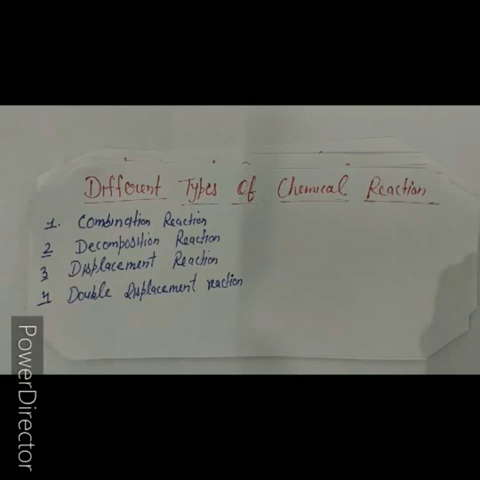 Different Types Of Chemical Reaction
1. Combination Reaction
2 Decomposition Reaction
3 Displacement Reaction
4 Double displacement reaction
PowerDirector